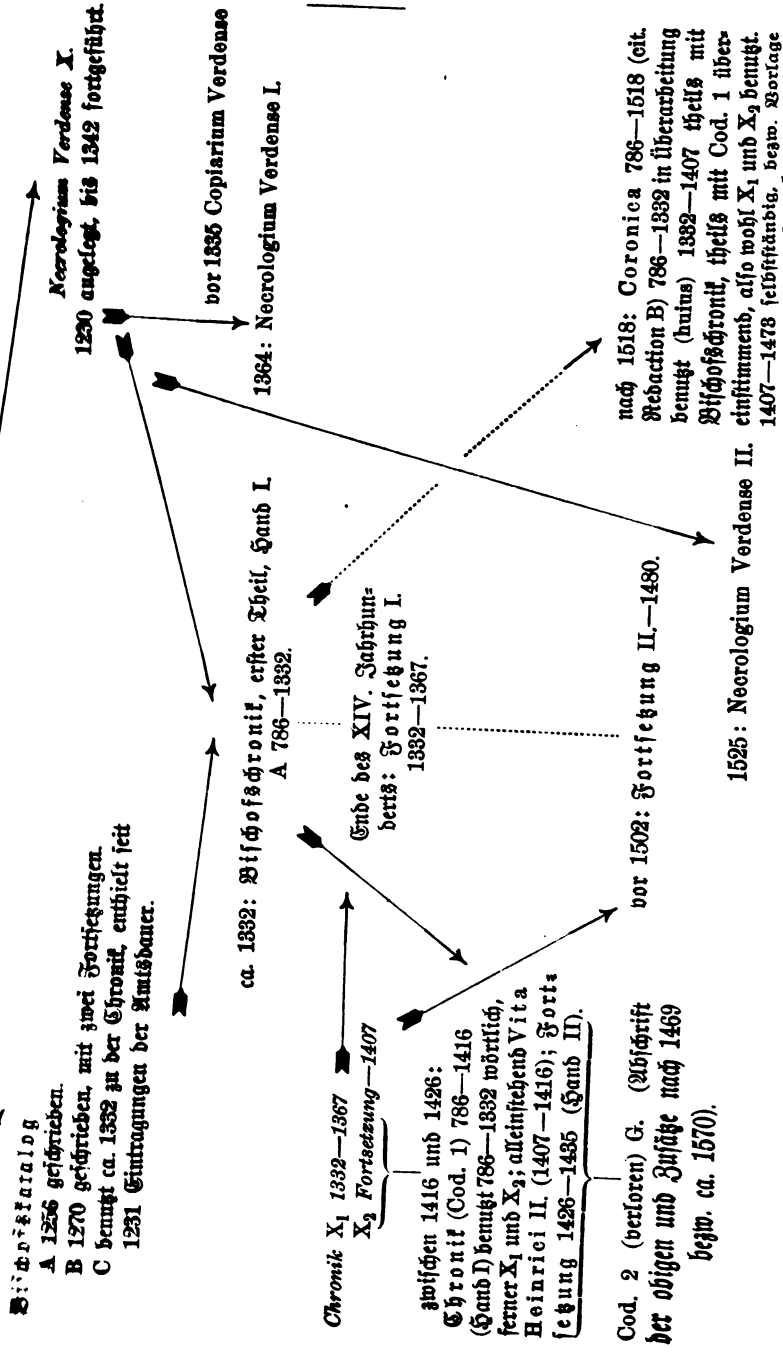 Bischofskatalog
A 1256 geschrieben.
B 1270 geschrieben, mit zwei Fortsetzungen.
C benutzt ca. 1332 zu der Chronik, enthielt seit
1231 Eintragungen der Amtsdauer.
Necrologium Verdense X.
1230 angelegt, bis 1342 fortgeführt.
vor 1335 Copiarium Verdense
1364: Necrologium Verdense I.
ca. 1332: Bischofschronik, erster Theil, Hand I.
A 786—1332.
Chronik X₁ 1332—1367
X₂ Fortsetzung—1407
Ende des XIV. Jahrhun=
derts: Fortsetzung I.
1332—1367.
zwischen 1416 und 1426:
Chronik (Cod. 1) 786—1416
(Hand I) benutzt 786—1332 wörtlich,
ferner X₁ und X₂; alleinstehend Vita
Heinrici II. (1407—1416); Fort=
setzung 1426—1435 (Hand II).
Cod. 2 (verloren) G. (Abschrift
der obigen und Zusätze nach 1469
bezw. ca. 1570).
vor 1502: Fortsetzung II.—1480.
1525: Necrologium Verdense II.
nach 1518: Coronica 786—1518 (cit.
Redaction B) 786—1332 in Überarbeitung
benutzt (huius) 1332—1407 theils mit
Bischofschronik, theils mit Cod. 1 über=
einstimmend, also wohl X₁ und X₂ benutzt.
1407—1473 selbstständig, bezw. Vorlage